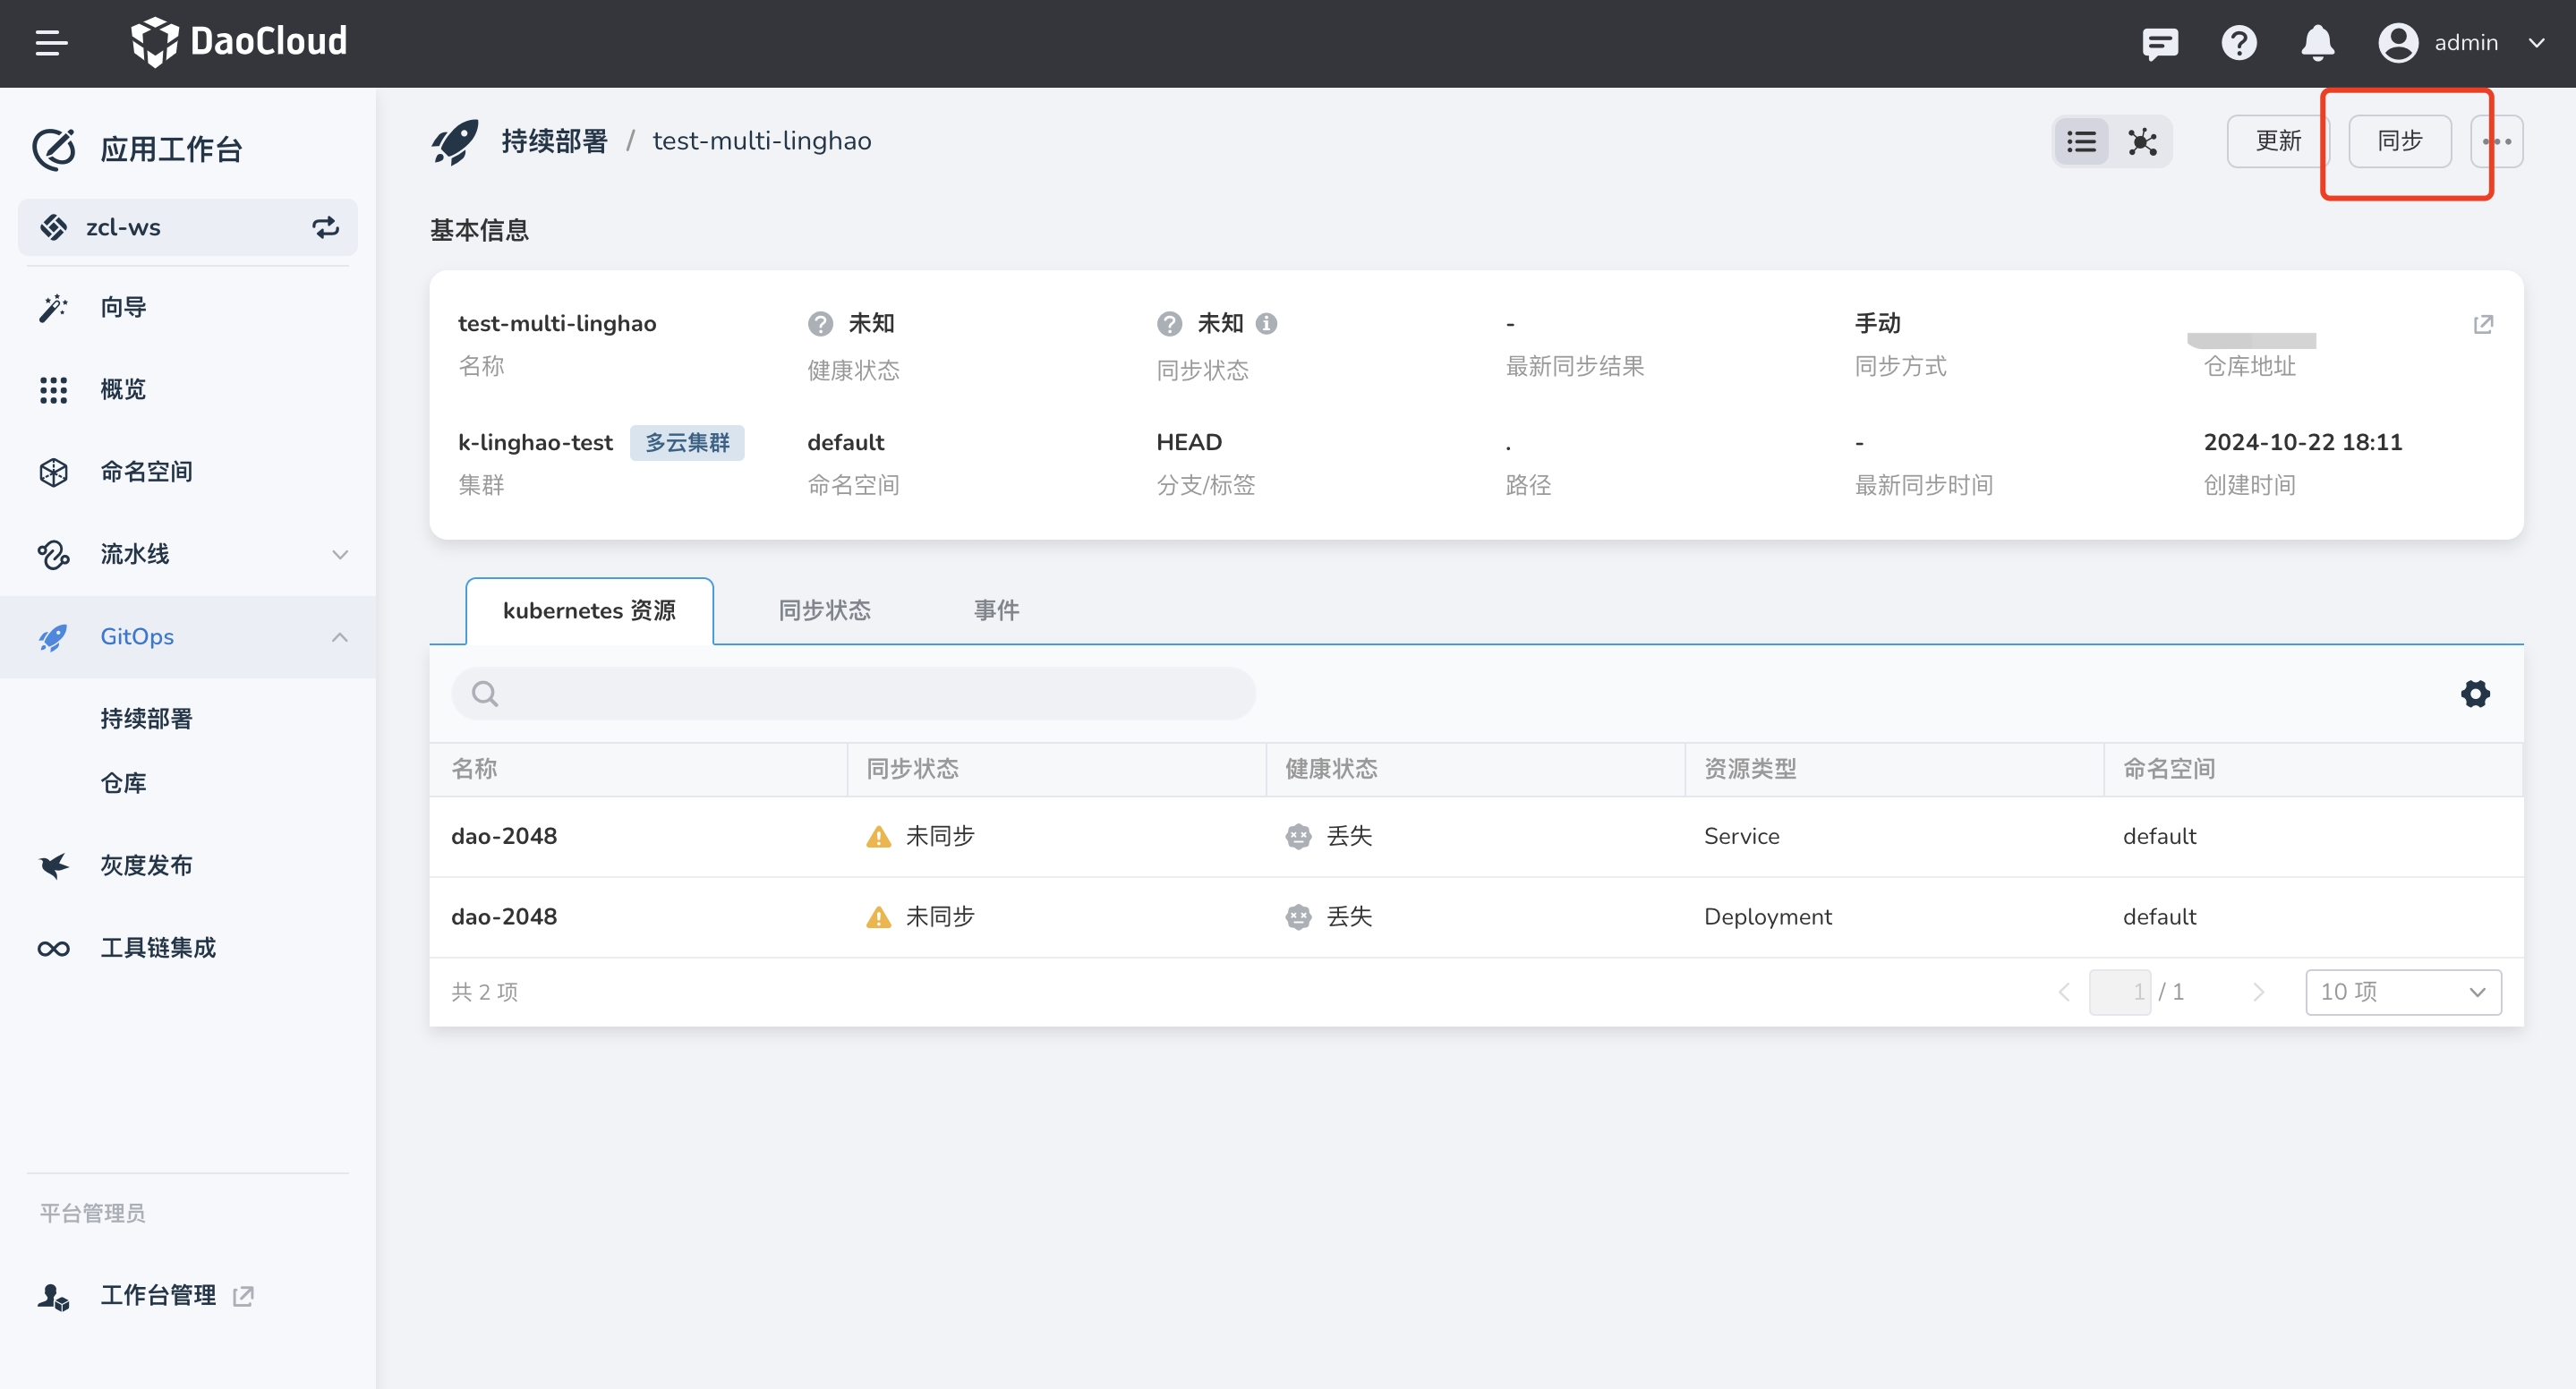 DaoCloud
admin
应用工作台
zcl-ws
向导
概览
命名空间
流水线
GitOps
持续部署
仓库
灰度发布
工具链集成
平台管理员
工作台管理
持续部署 / test-multi-linghao
更新
同步
基本信息
test-multi-linghao
名称
未知
健康状态
未知
同步状态
-
最新同步结果
手动
同步方式
仓库地址
k-linghao-test 多云集群
集群
default
命名空间
HEAD
分支/标签
.
路径
-
最新同步时间
2024-10-22 18:11
创建时间
kubernetes 资源 同步状态 事件
名称 同步状态 健康状态 资源类型 命名空间
dao-2048 未同步 丢失 Service default
dao-2048 未同步 丢失 Deployment default
共 2 项
1 / 1
10 项